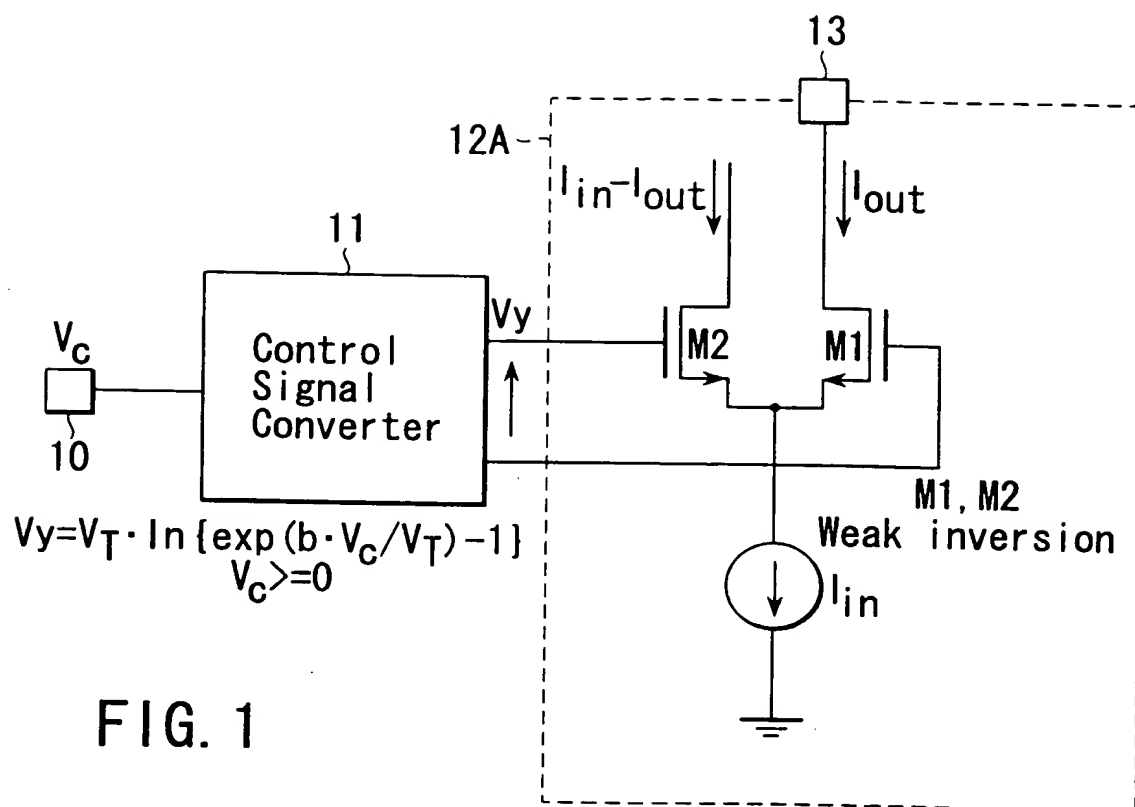 13
12A
Iin-Iout
Iout
11
Vy
Vc
Control
Signal
Converter
M2
M1
10
M1, M2
Weak inversion
Vy=VT·ln{exp(b·Vc/VT)-1}
Vc>=0
Iin
FIG. 1